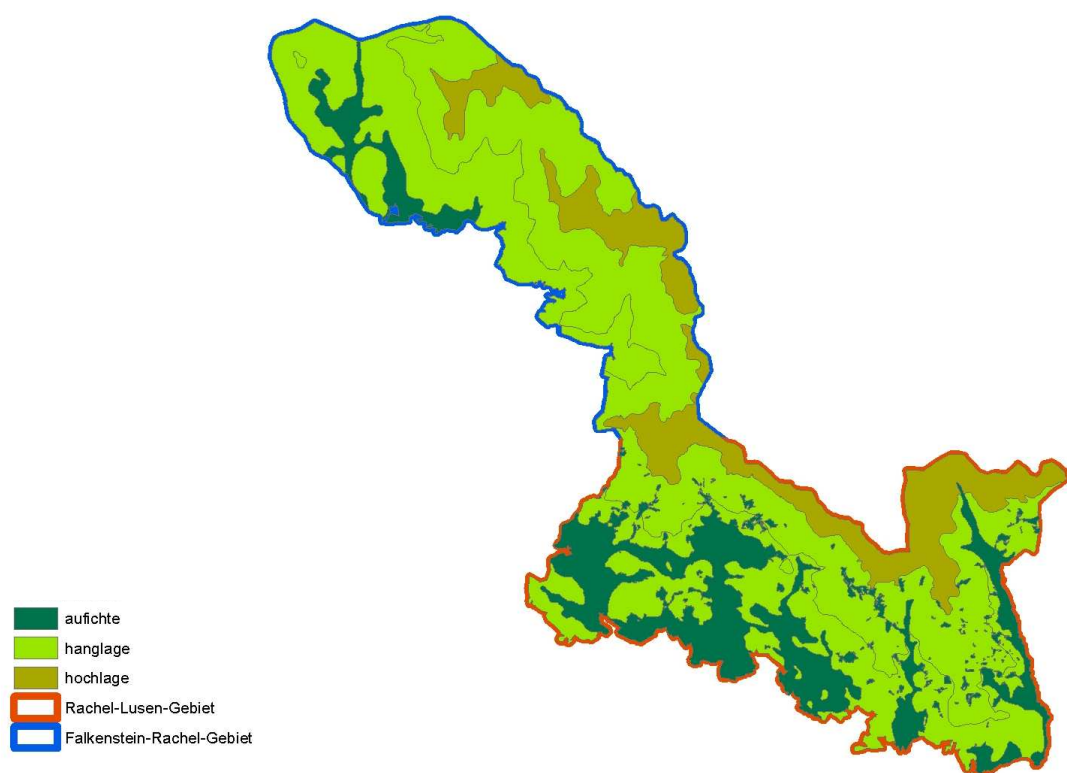 aufichte
hanglage
hochlage
Rachel-Lusen-Gebiet
Falkenstein-Rachel-Gebiet